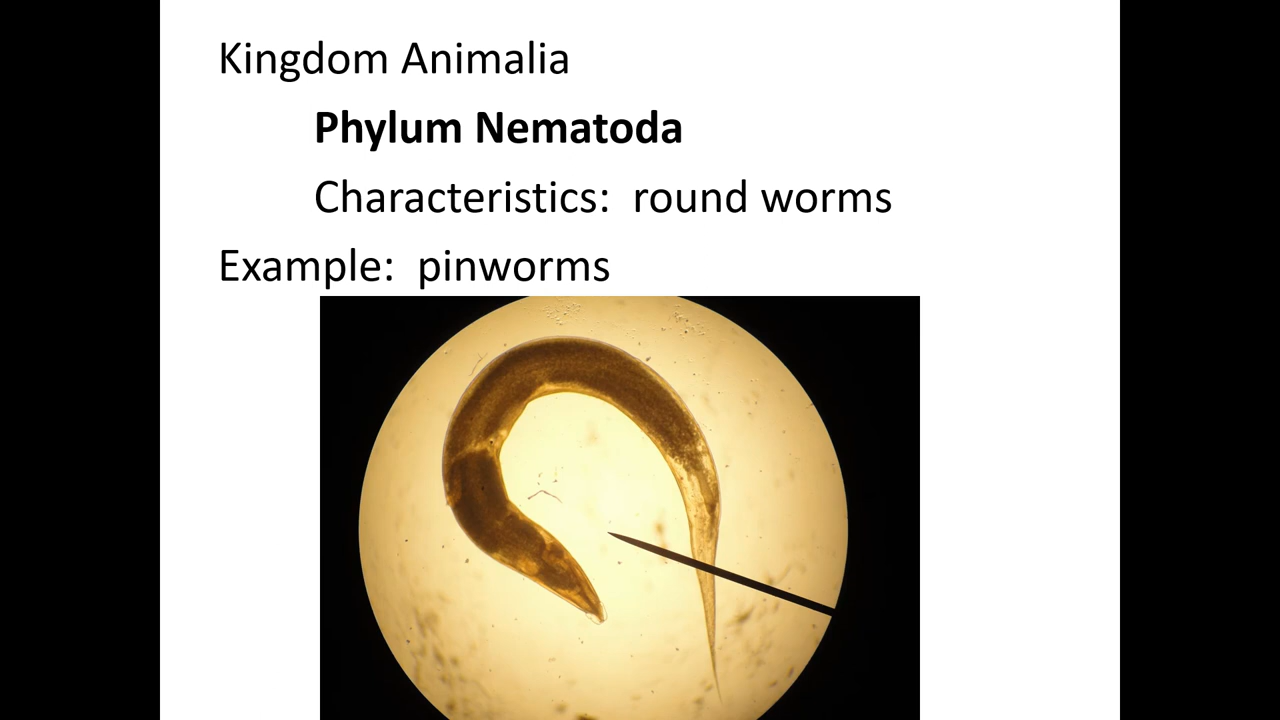 Kingdom Animalia
Phylum Nematoda
Characteristics:  round worms
Example:  pinworms